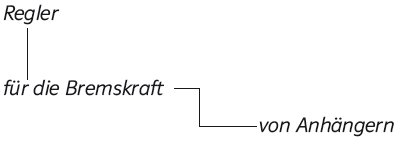 Regler
für die Bremskraft
von Anhängern